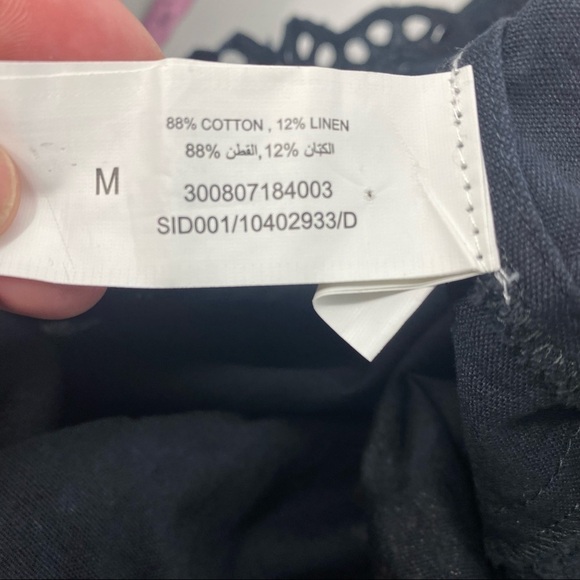 88% COTTON , 12% LINEN
الكتان 12%, القطن 88%
M
300807184003
SID001/10402933/D